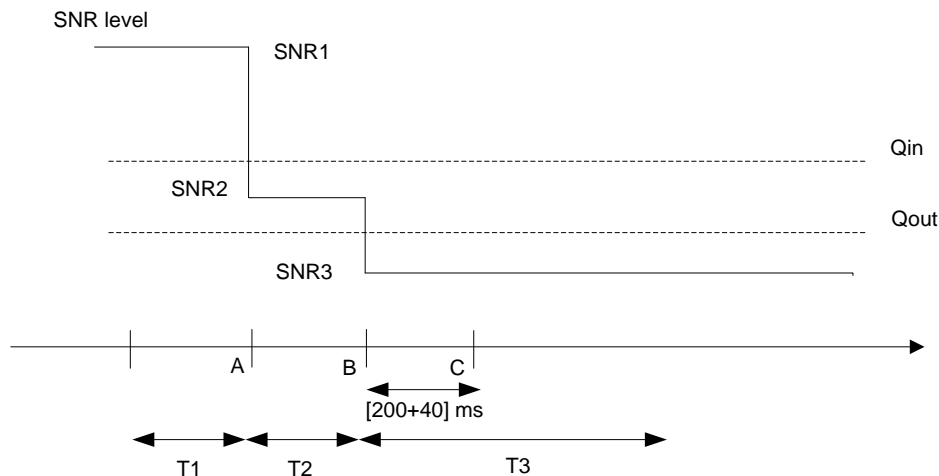 SNR level
SNR1
Qin
SNR2
Qout
SNR3
A
B
C
[200+40] ms
T1
T2
T3